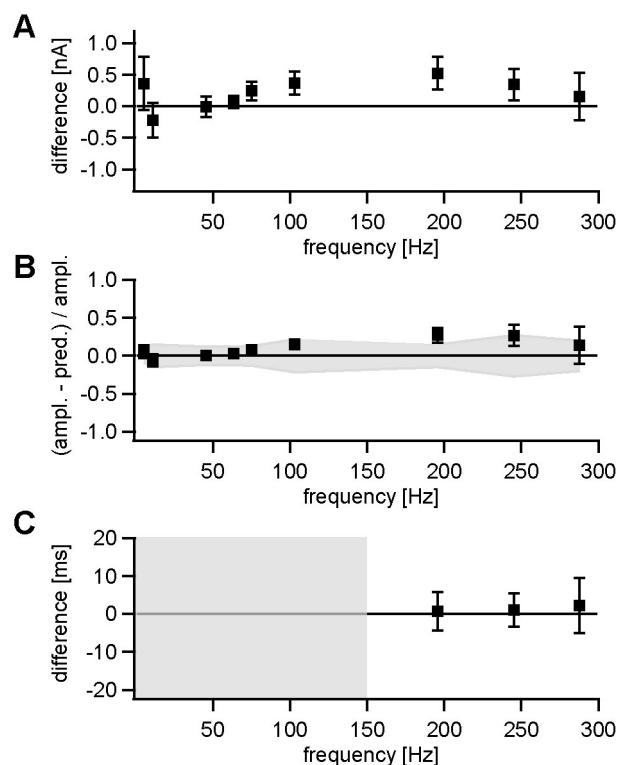 A
difference [nA]
1.0
0.5
0.0
-0.5
-1.0
50 100 150 200 250 300
frequency [Hz]
B
(ampl. - pred.) / ampl.
1.0
0.5
0.0
-0.5
-1.0
50 100 150 200 250 300
frequency [Hz]
C
difference [ms]
20
10
0
-10
-20
50 100 150 200 250 300
frequency [Hz]